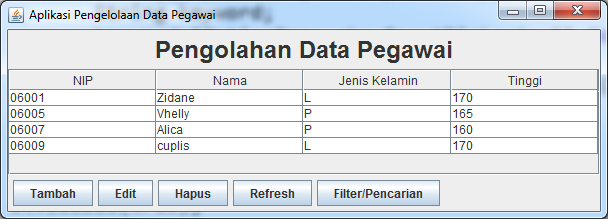 Aplikasi Pengelolaan Data Pegawai
Pengolahan Data Pegawai
NIP Nama Jenis Kelamin Tinggi
06001 Zidane L 170
06005 Vhelly P 165
06007 Alica P 160
06009 cuplis L 170
Tambah Edit Hapus Refresh Filter/Pencarian